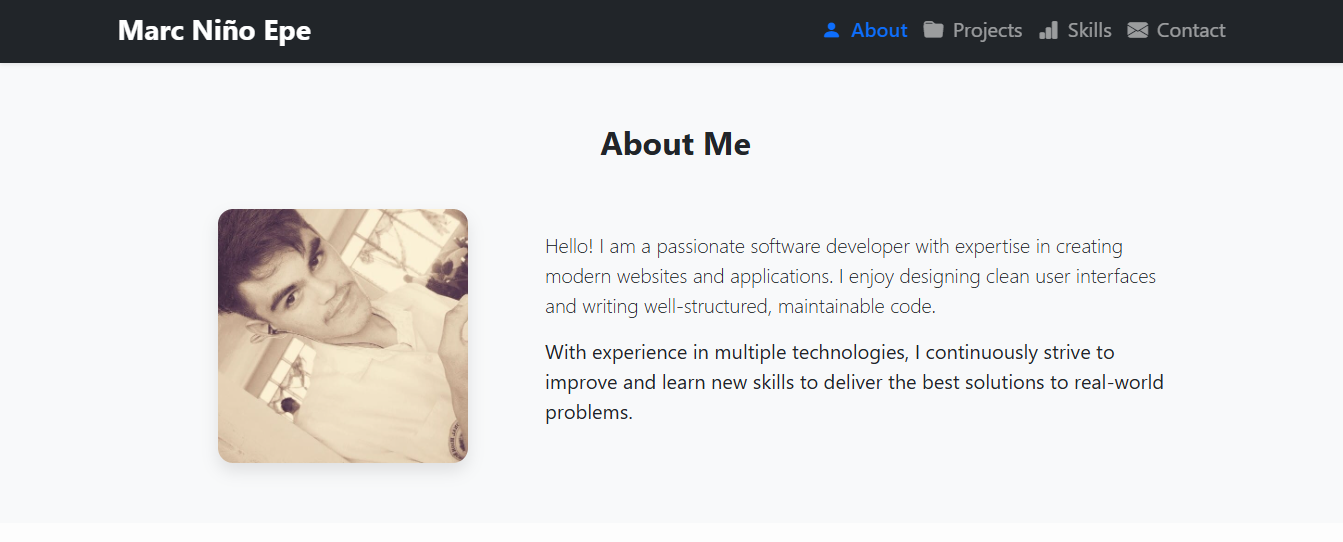 Marc Niño Epe
About Projects Skills Contact
About Me
Hello! I am a passionate software developer with expertise in creating
modern websites and applications. I enjoy designing clean user interfaces
and writing well-structured, maintainable code.
With experience in multiple technologies, I continuously strive to
improve and learn new skills to deliver the best solutions to real-world
problems.